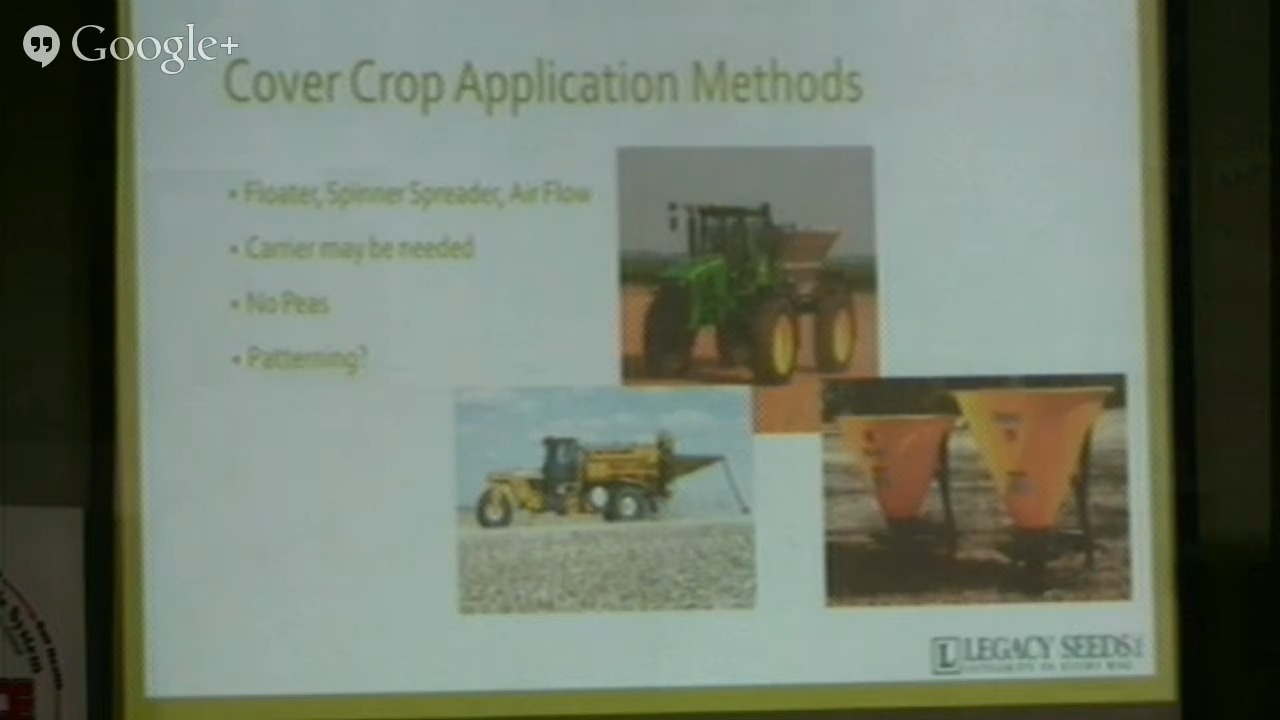 Google+
Cover Crop Application Methods
• Floater, Spinner Spreader, Air Flow
• Carrier may be needed
• No Peas
• Patterning?
LEGACY SEEDS